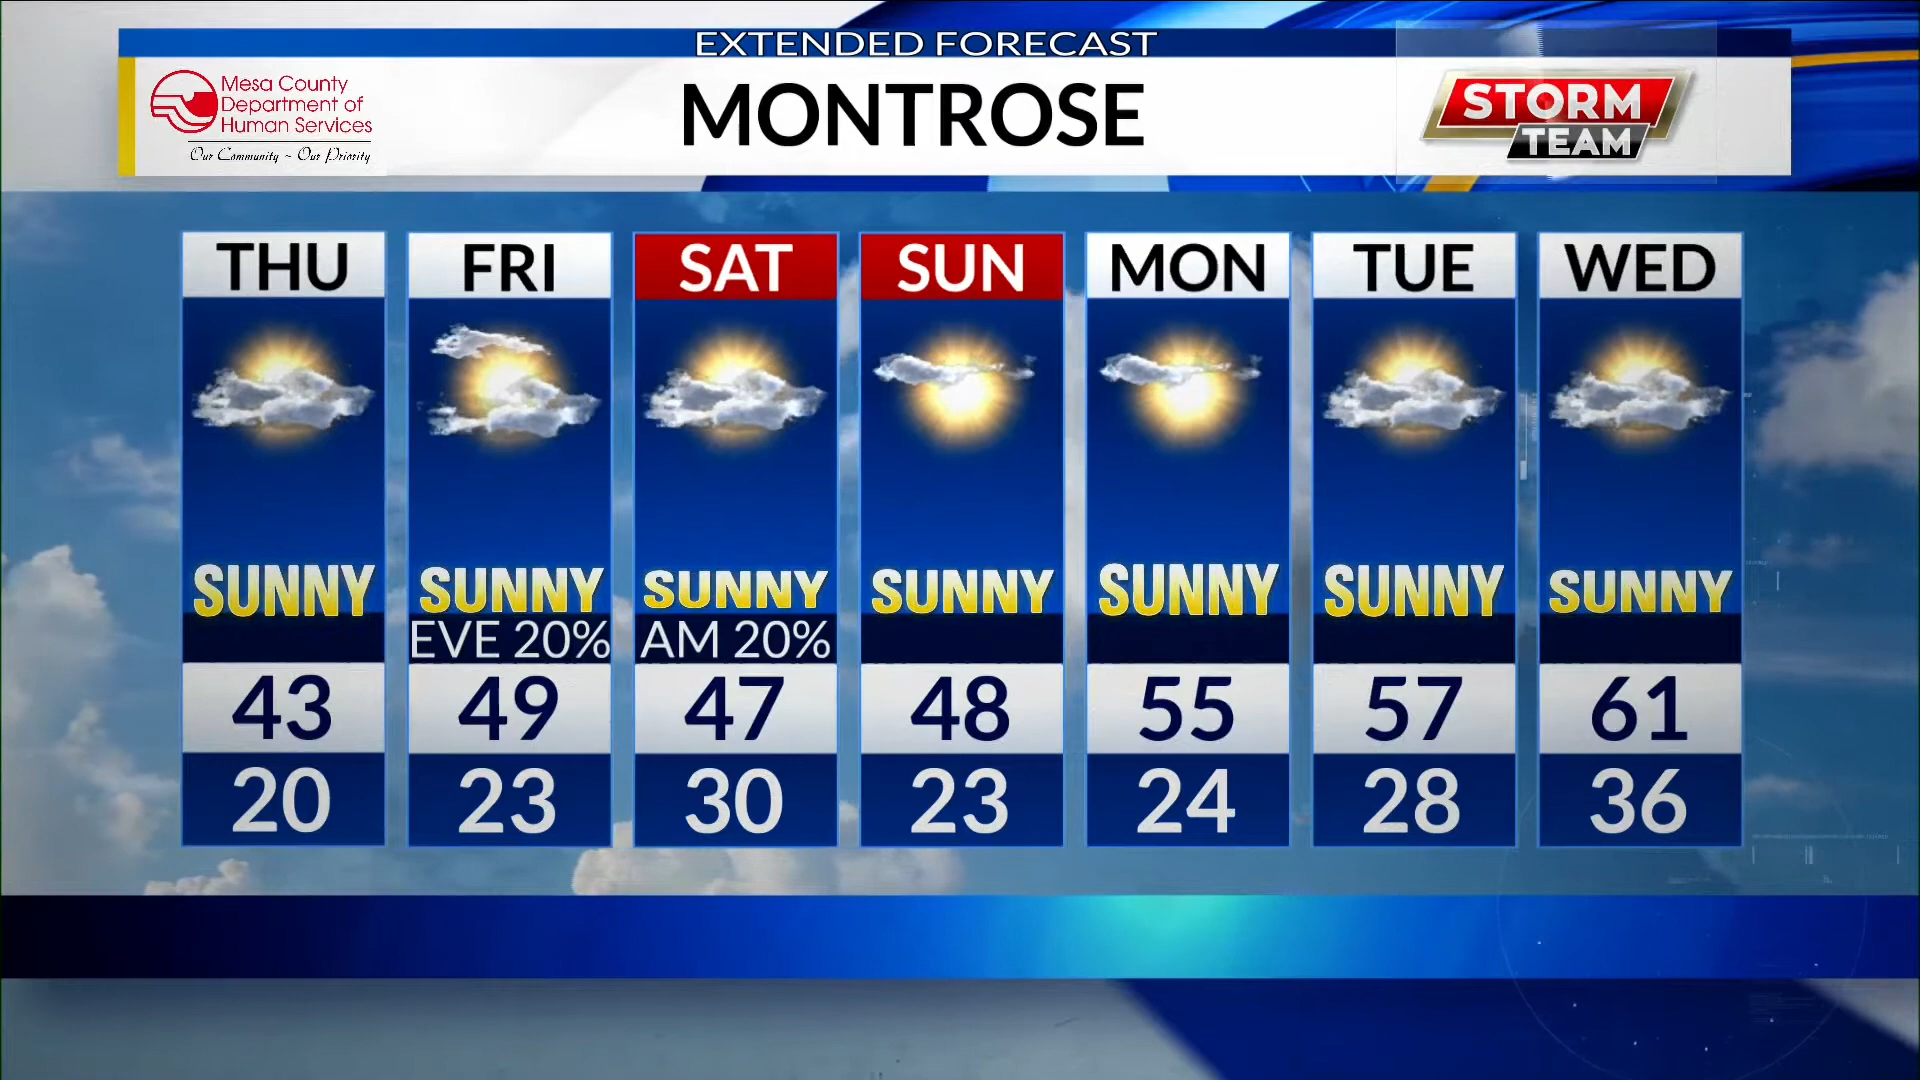 EXTENDED FORECAST
Mesa County
Department of
Human Services
Our Community ~ Our Priority
MONTROSE
STORM
TEAM
THU FRI SAT SUN MON TUE WED
SUNNY SUNNY SUNNY SUNNY SUNNY SUNNY SUNNY
EVE 20% AM 20%
43 49 47 48 55 57 61
20 23 30 23 24 28 36